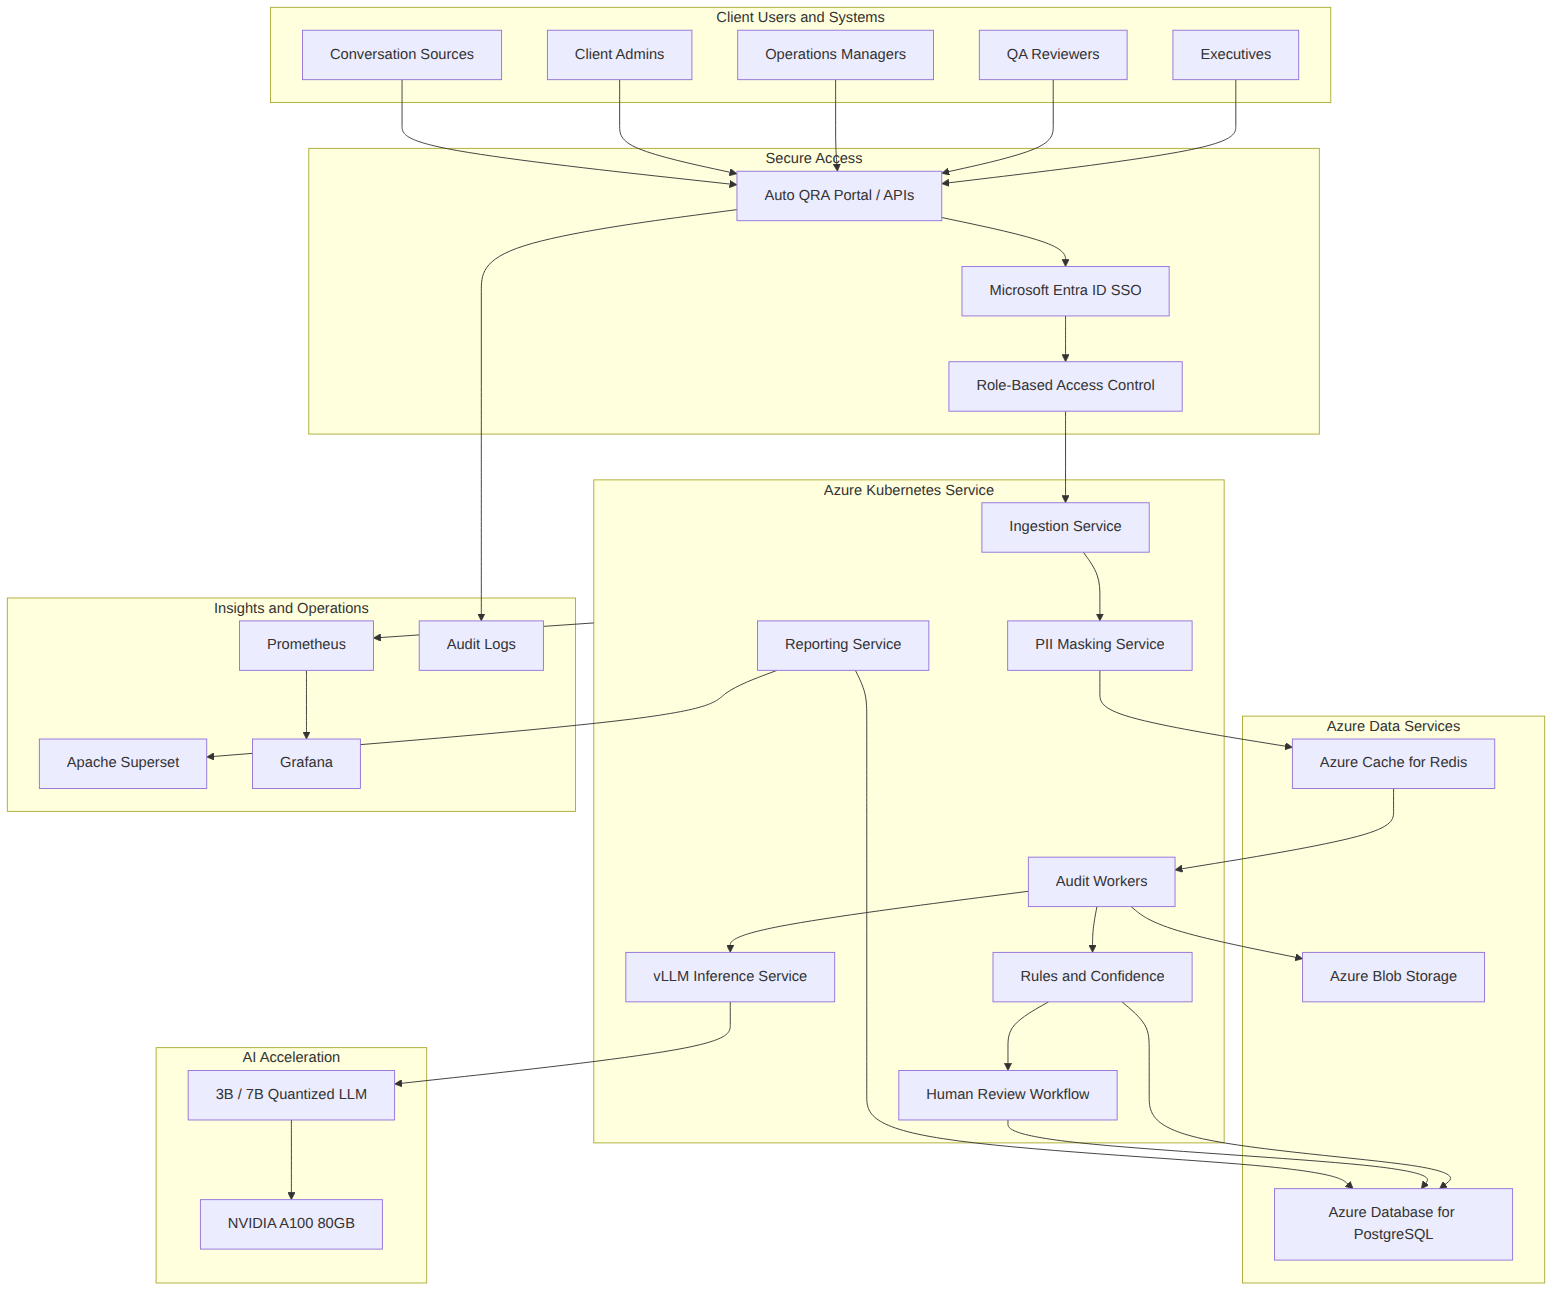 Client Users and Systems
Conversation Sources
Client Admins
Operations Managers
QA Reviewers
Executives
Secure Access
Auto QRA Portal / APIs
Microsoft Entra ID SSO
Role-Based Access Control
Azure Kubernetes Service
Ingestion Service
Insights and Operations
Prometheus
Audit Logs
Reporting Service
PII Masking Service
Azure Data Services
Apache Superset
Grafana
Azure Cache for Redis
Audit Workers
vLLM Inference Service
Rules and Confidence
Azure Blob Storage
AI Acceleration
3B / 7B Quantized LLM
Human Review Workflow
NVIDIA A100 80GB
Azure Database for
PostgreSQL